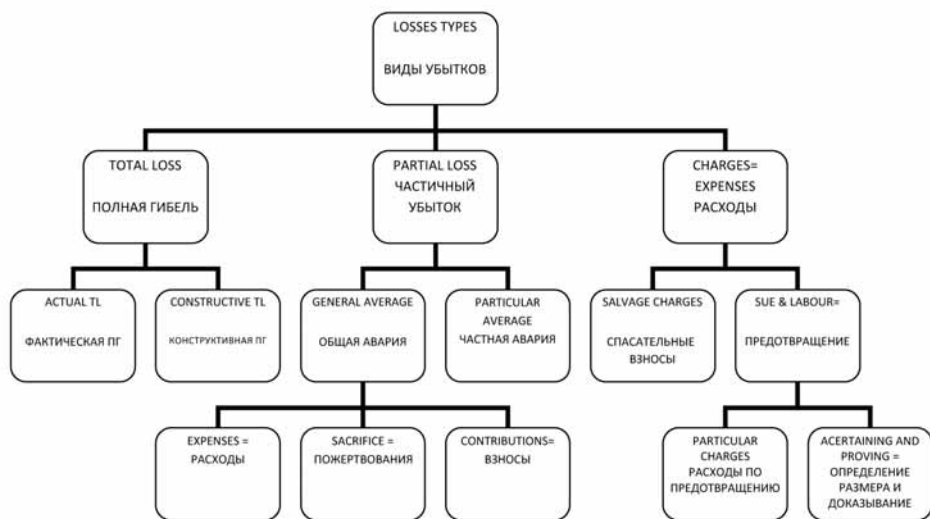 LOSSES TYPES
ВИДЫ УБЫТКОВ
TOTAL LOSS
ПОЛНАЯ ГИБЕЛЬ
PARTIAL LOSS
ЧАСТИЧНЫЙ
УБЫТОК
CHARGES=
EXPENSES
РАСХОДЫ
ACTUAL TL
ФАКТИЧЕСКАЯ ПГ
CONSTRUCTIVE TL
КОНСТРУКТИВНАЯ ПГ
GENERAL AVERAGE
ОБЩАЯ АВАРИЯ
PARTICULAR
AVERAGE
ЧАСТНАЯ АВАРИЯ
SALVAGE CHARGES
СПАСАТЕЛЬНЫЕ
ВЗНОСЫ
SUE & LABOUR=
ПРЕДОТВРАЩЕНИЕ
EXPENSES =
РАСХОДЫ
SACRIFICE =
ПОЖЕРТВОВАНИЯ
CONTRIBUTIONS=
ВЗНОСЫ
PARTICULAR
CHARGES
РАСХОДЫ ПО
ПРЕДОТВРАЩЕНИЮ
ACERTAINING AND
PROVING =
ОПРЕДЕЛЕНИЕ
РАЗМЕРА И
ДОКАЗЫВАНИЕ